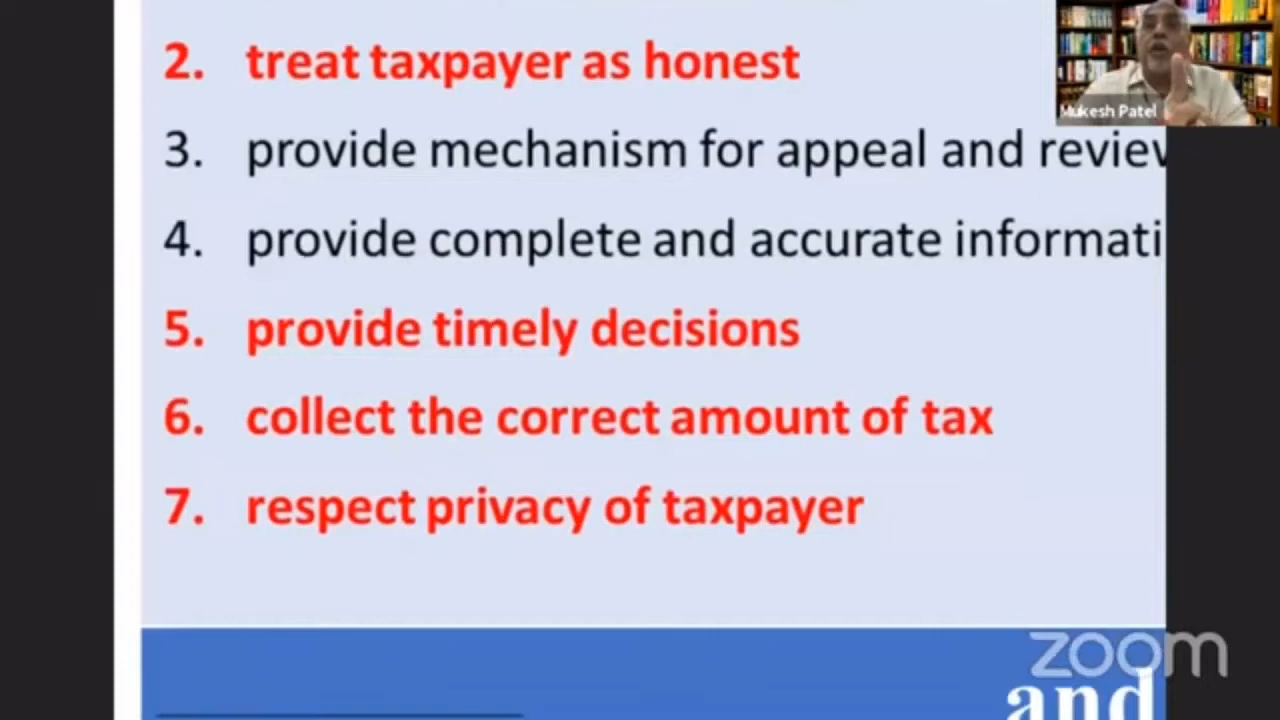 2. treat taxpayer as honest
Mukesh Patel
3. provide mechanism for appeal and review
4. provide complete and accurate informati
5. provide timely decisions
6. collect the correct amount of tax
7. respect privacy of taxpayer
zoom
and